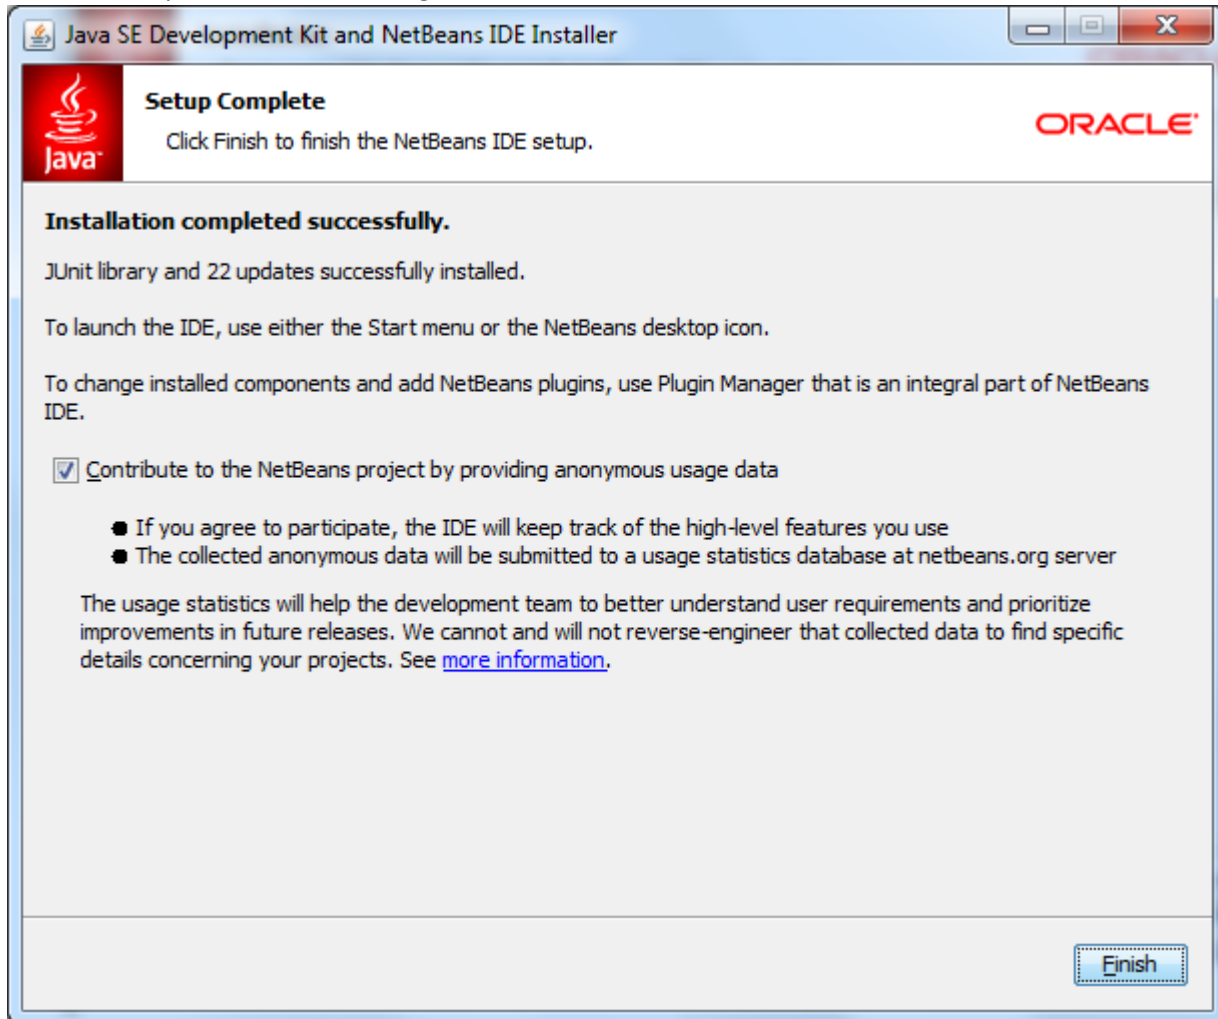 Java SE Development Kit and NetBeans IDE Installer
Java
Setup Complete
Click Finish to finish the NetBeans IDE setup.
ORACLE
Installation completed successfully.
JUnit library and 22 updates successfully installed.
To launch the IDE, use either the Start menu or the NetBeans desktop icon.
To change installed components and add NetBeans plugins, use Plugin Manager that is an integral part of NetBeans
IDE.
Contribute to the NetBeans project by providing anonymous usage data
● If you agree to participate, the IDE will keep track of the high-level features you use
● The collected anonymous data will be submitted to a usage statistics database at netbeans.org server
The usage statistics will help the development team to better understand user requirements and prioritize
improvements in future releases. We cannot and will not reverse-engineer that collected data to find specific
details concerning your projects. See more information.
Finish